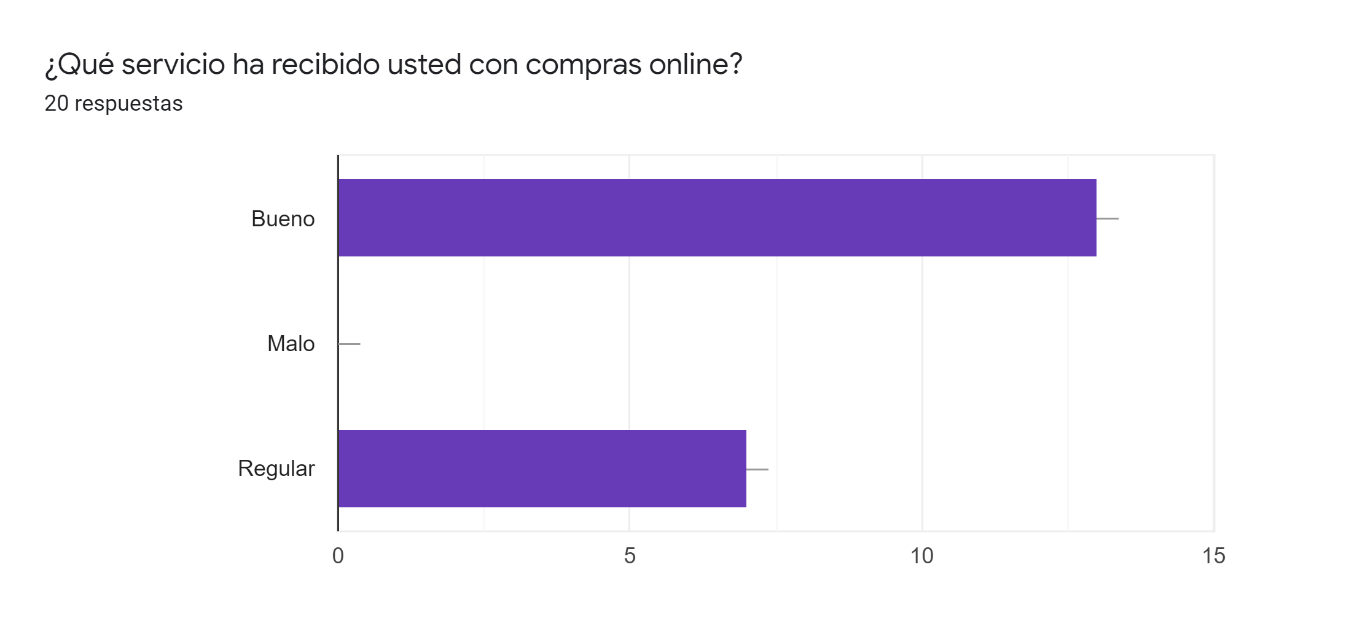 ¿Qué servicio ha recibido usted con compras online?
20 respuestas
Bueno
Malo
Regular
0 5 10 15